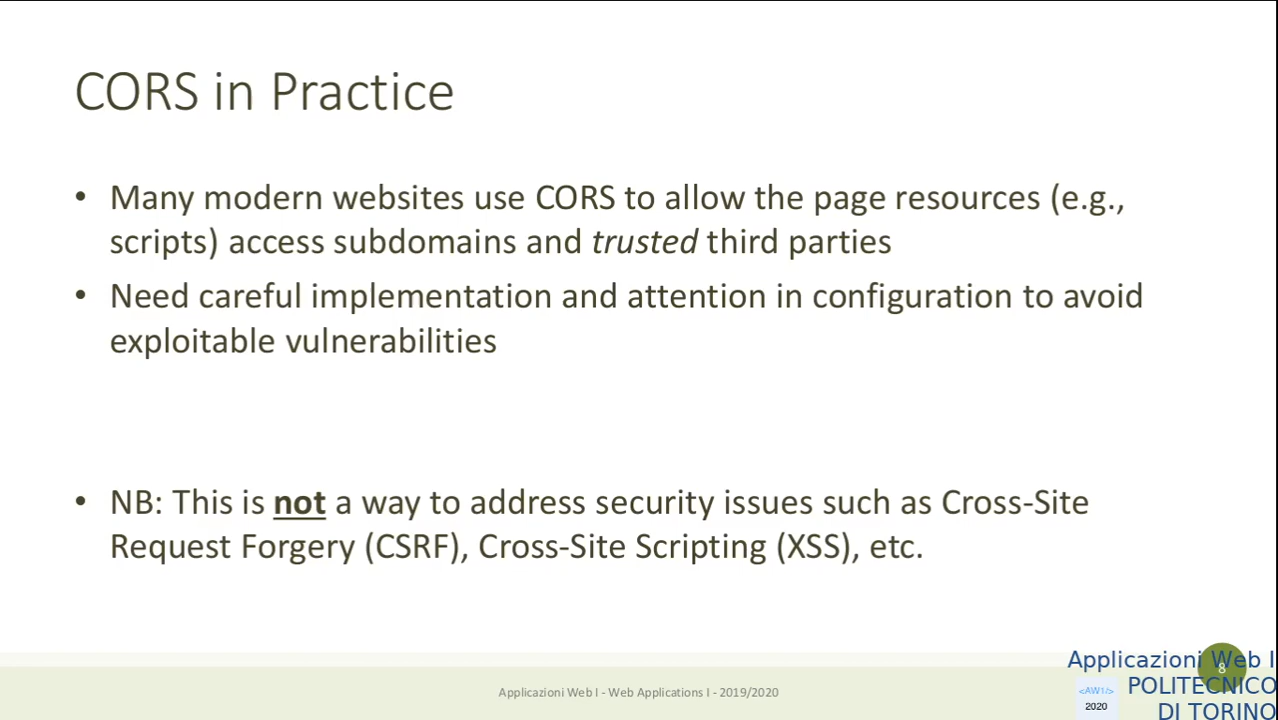 CORS in Practice
• Many modern websites use CORS to allow the page resources (e.g.,
scripts) access subdomains and trusted third parties
• Need careful implementation and attention in configuration to avoid
exploitable vulnerabilities
• NB: This is not a way to address security issues such as Cross-Site
Request Forgery (CSRF), Cross-Site Scripting (XSS), etc.
Applicazioni Web I - Web Applications I - 2019/2020
8
Applicazioni Web I
POLITECNICO
DI TORINO
<AW1/>
2020